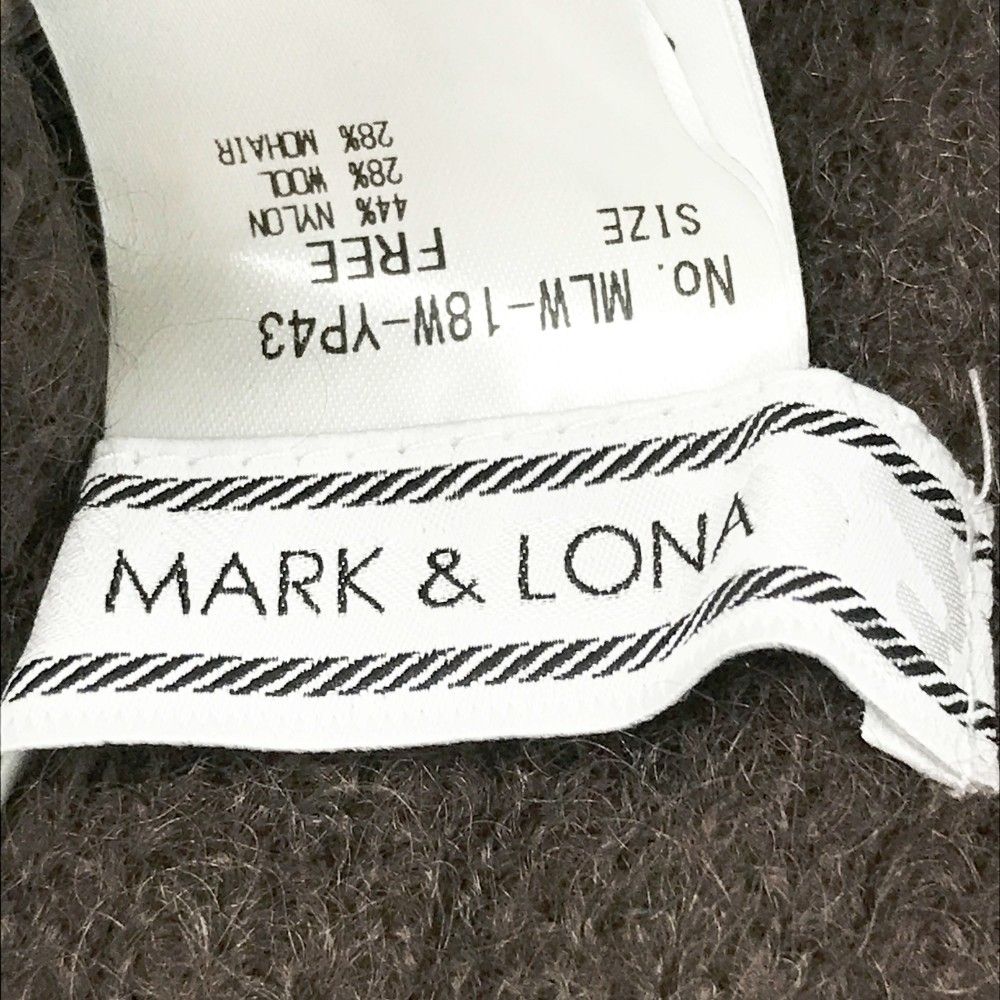 MARK & LONA
No. MLW-18W-YP43
SIZE FREE
44% NYLON
28% WOOL
28% MOHAIR